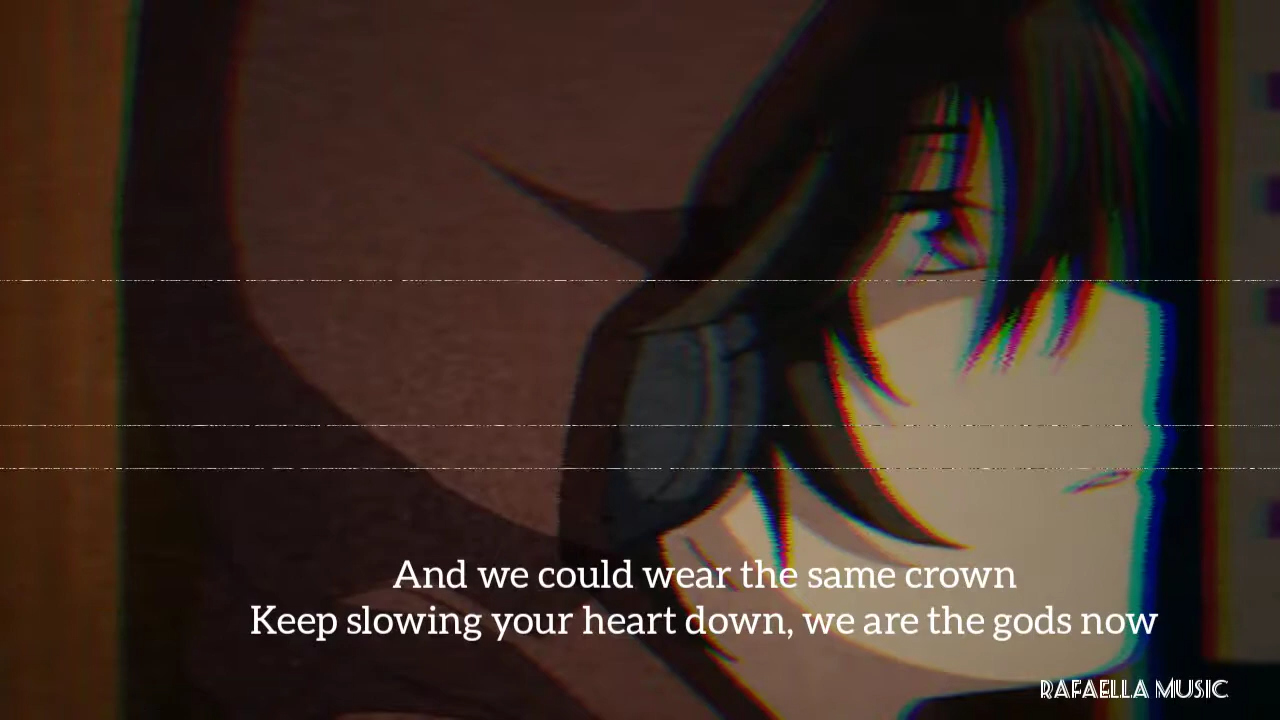 And we could wear the same crown
Keep slowing your heart down, we are the gods now
RAFAELLA MUSIC